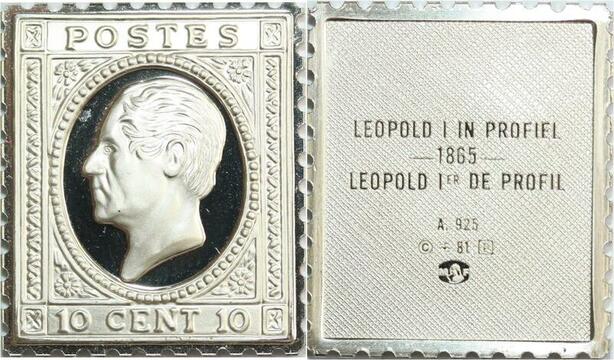 POSTES
10 CENT 10
LEOPOLD I IN PROFIEL
—1865—
LEOPOLD IER DE PROFIL
A. 925
© ÷ 81 [E]